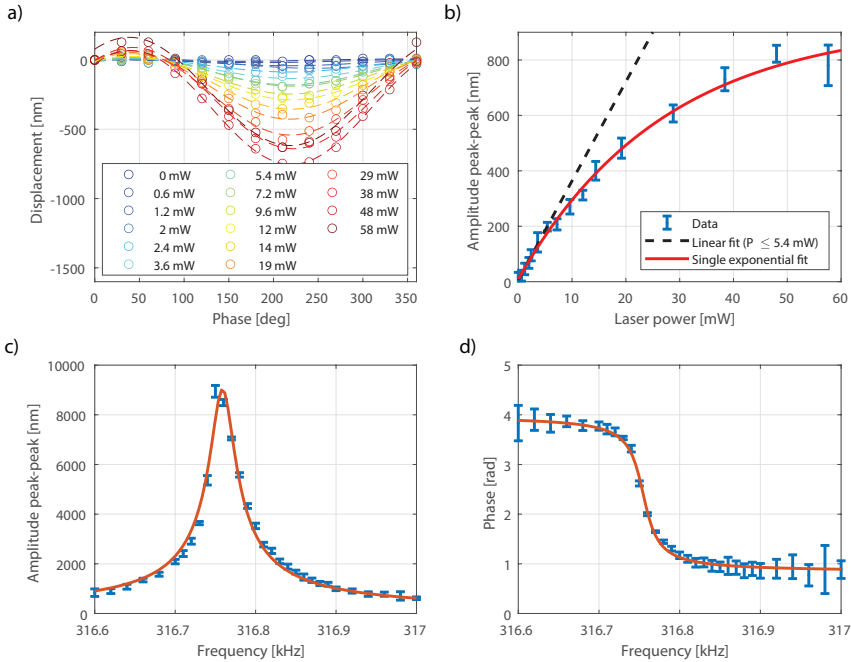 a)
0
-500
-1000
-1500
Displacement [nm]
0 50 100 150 200 250 300 350
Phase [deg]
0 mW 5.4 mW 29 mW
0.6 mW 7.2 mW 38 mW
1.2 mW 9.6 mW 48 mW
2 mW 12 mW 58 mW
2.4 mW 14 mW
3.6 mW 19 mW
b)
800
600
400
200
0
Amplitude peak-peak [nm]
0 10 20 30 40 50 60
Laser power [mW]
Data
Linear fit (P ≤ 5.4 mW)
Single exponential fit
c)
10000
8000
6000
4000
2000
0
Amplitude peak-peak [nm]
316.6 316.7 316.8 316.9 317
Frequency [kHz]
d)
5
4
3
2
1
0
Phase [rad]
316.6 316.7 316.8 316.9 317
Frequency [kHz]